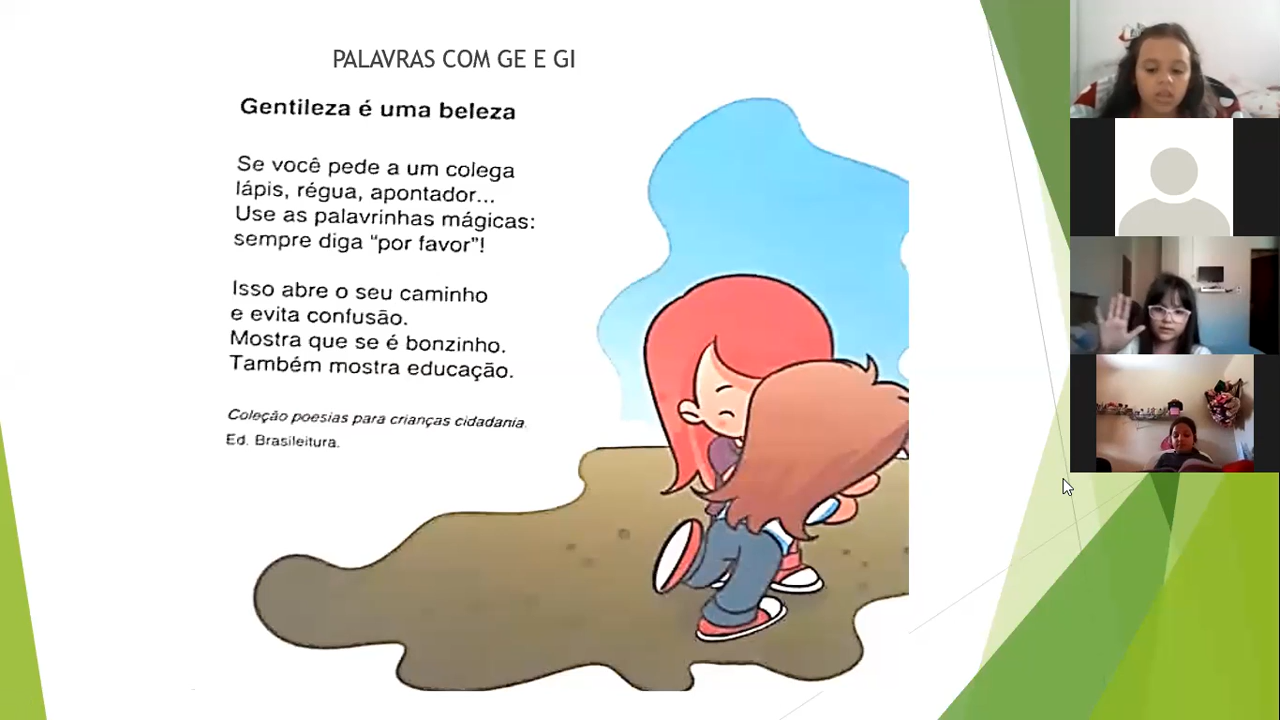 PALAVRAS COM GE E GI
Gentileza é uma beleza
Se você pede a um colega
lápis, régua, apontador...
Use as palavrinhas mágicas:
sempre diga “por favor”!
Isso abre o seu caminho
e evita confusão.
Mostra que se é bonzinho.
Também mostra educação.
Coleção poesias para crianças cidadania.
Ed. Brasileitura.